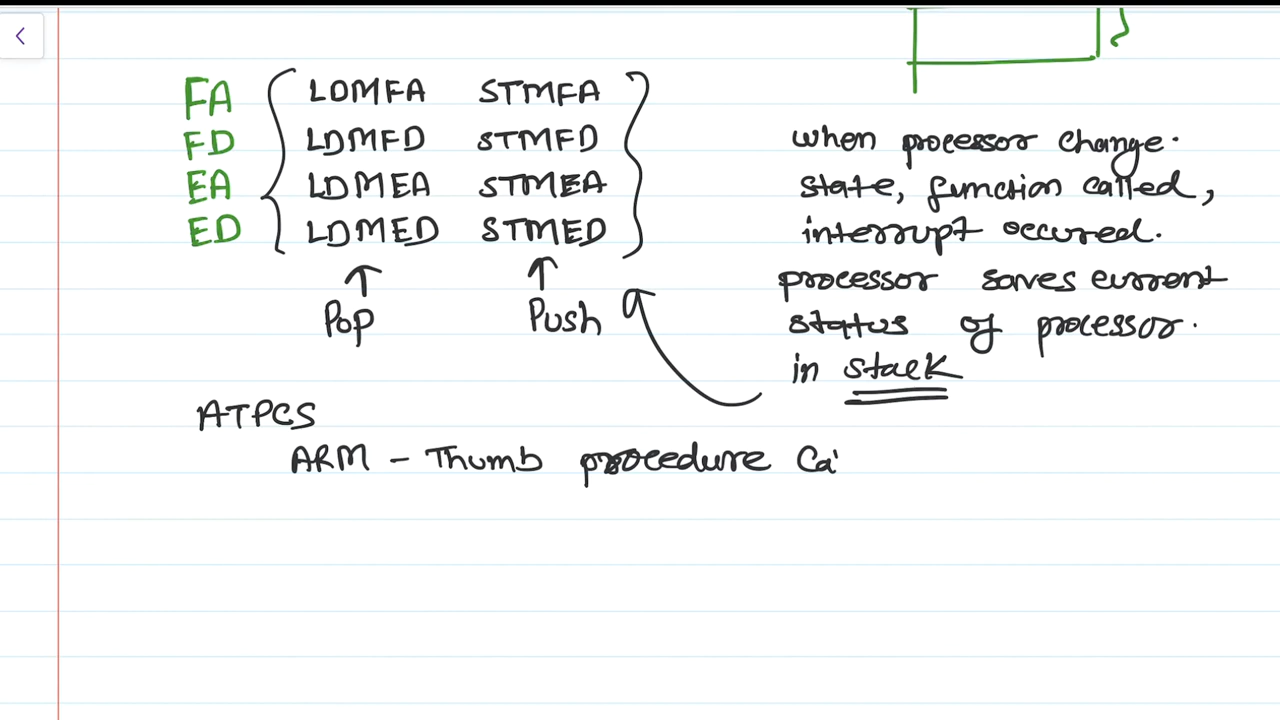 FA LDMFA STMFA
FD LDMFD STMFD
EA LDMEA STMEA
ED LDMED STMED
↑ ↑
Pop Push
when processor change.
state, function called,
interrupt occured.
processor saves current
status of processor.
in stack
ATPCS
ARM - Thumb procedure Ca